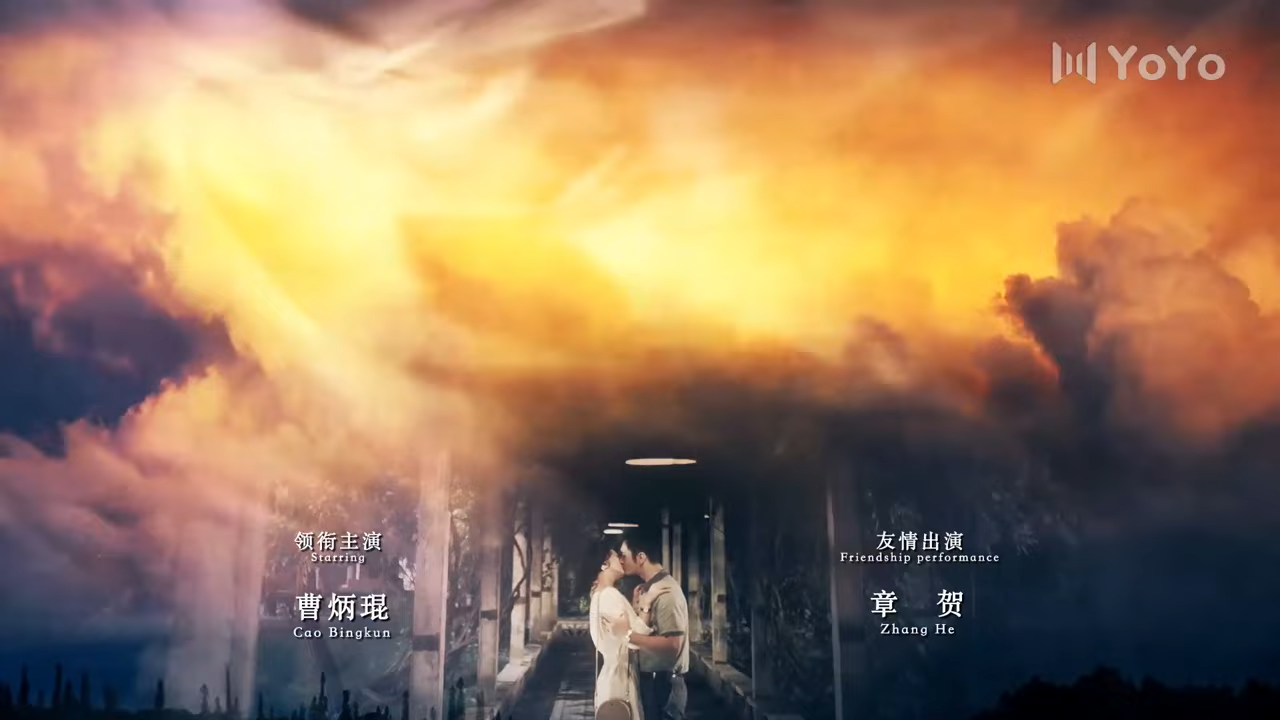 YoYo
领衔主演
Starring
曹炳琨
Cao Bingkun
友情出演
Friendship performance
章 贺
Zhang He